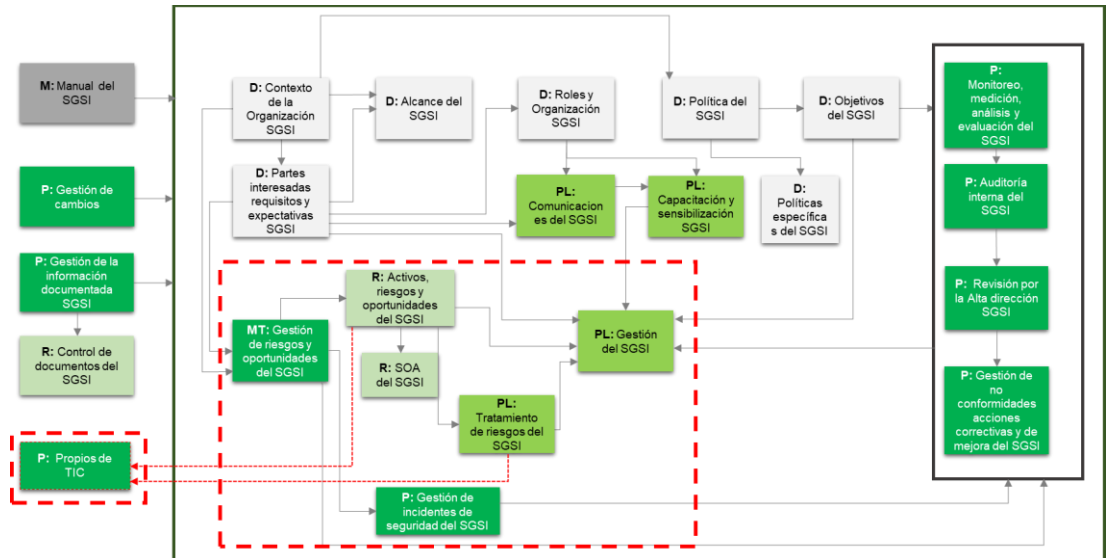 M: Manual del
SGSI
P: Gestión de
cambios
P: Gestión de la
información
documentada
SGSI
R: Control de
documentos del
SGSI
P: Propios de
TIC
D: Contexto
de la
Organización
SGSI
D: Alcance del
SGSI
D: Roles y
Organización
SGSI
D: Política del
SGSI
D: Objetivos
del SGSI
D: Partes
interesadas
requisitos y
expectativas
SGSI
PL:
Comunicacion
es del SGSI
PL:
Capacitación y
sensibilización
SGSI
D:
Políticas
específica
s del SGSI
R: Activos,
riesgos y
oportunidades
del SGSI
MT: Gestión
de riesgos y
oportunidades
del SGSI
R: SOA
del SGSI
PL: Gestión
del SGSI
PL:
Tratamiento
de riesgos del
SGSI
P: Gestión de
incidentes de
seguridad del SGSI
P:
Monitoreo,
medición,
análisis y
evaluación del
SGSI
P: Auditoría
interna del
SGSI
P: Revisión por
la Alta dirección
SGSI
P: Gestión de
no
conformidades
acciones
correctivas y de
mejora del SGSI